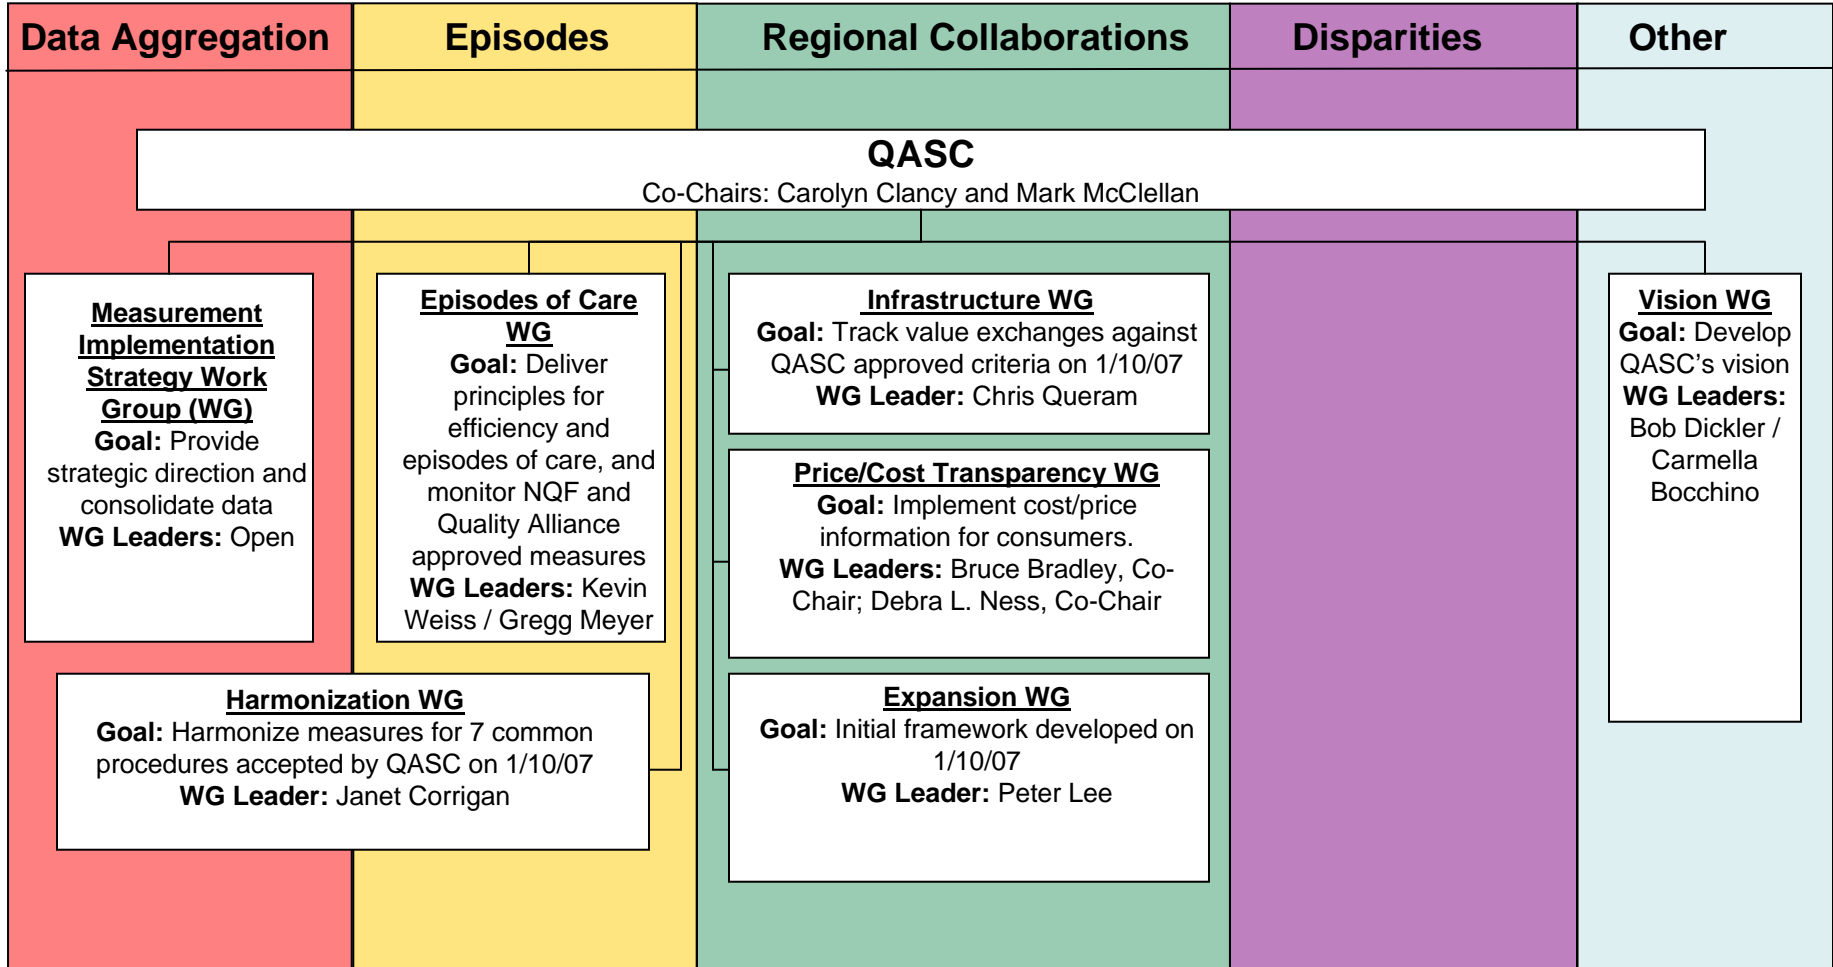 Data Aggregation
Episodes
Regional Collaborations
Disparities
Other
QASC
Co-Chairs: Carolyn Clancy and Mark McClellan
Measurement
Implementation
Strategy Work
Group (WG)
Goal: Provide
strategic direction and
consolidate data
WG Leaders: Open
Episodes of Care
WG
Goal: Deliver
principles for
efficiency and
episodes of care, and
monitor NQF and
Quality Alliance
approved measures
WG Leaders: Kevin
Weiss / Gregg Meyer
Infrastructure WG
Goal: Track value exchanges against
QASC approved criteria on 1/10/07
WG Leader: Chris Queram
Price/Cost Transparency WG
Goal: Implement cost/price
information for consumers.
WG Leaders: Bruce Bradley, Co-
Chair; Debra L. Ness, Co-Chair
Vision WG
Goal: Develop
QASC’s vision
WG Leaders:
Bob Dickler /
Carmella
Bocchino
Harmonization WG
Goal: Harmonize measures for 7 common
procedures accepted by QASC on 1/10/07
WG Leader: Janet Corrigan
Expansion WG
Goal: Initial framework developed on
1/10/07
WG Leader: Peter Lee